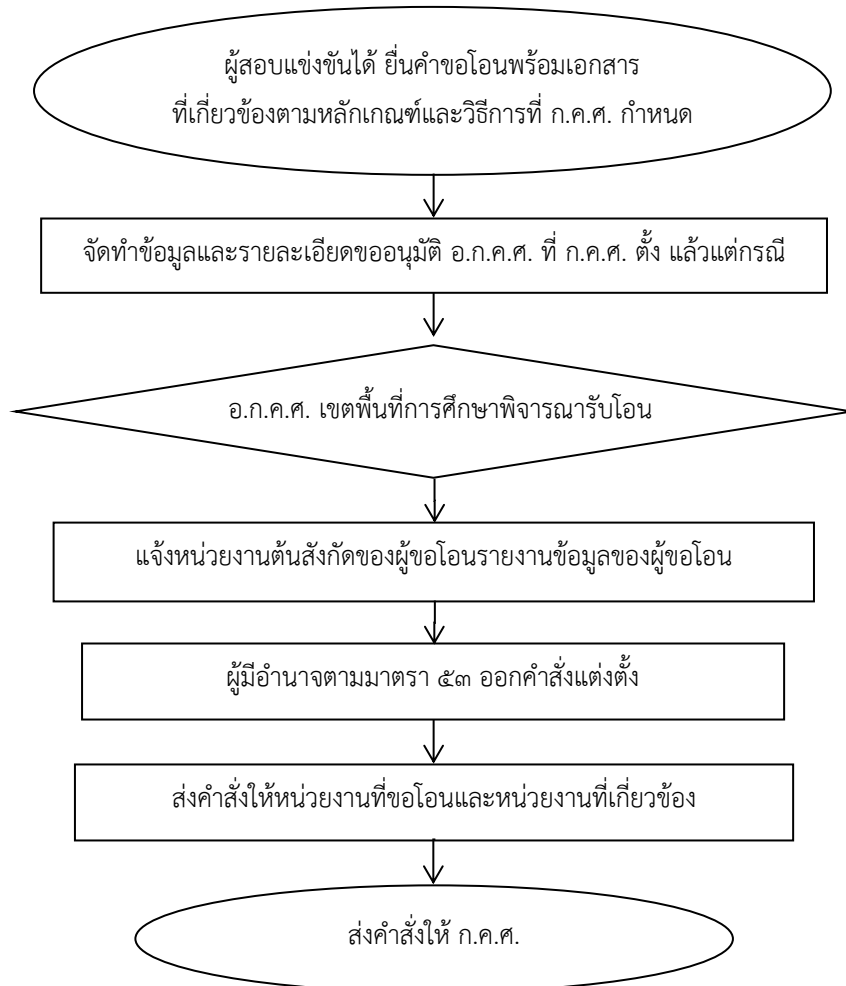 ผู้สอบแข่งขันได้ ยื่นคำขอโอนพร้อมเอกสาร
ที่เกี่ยวข้องตามหลักเกณฑ์และวิธีการที่ ก.ค.ศ. กำหนด
จัดทำข้อมูลและรายละเอียดขออนุมัติ อ.ก.ค.ศ. ที่ ก.ค.ศ. ตั้ง แล้วแต่กรณี
อ.ก.ค.ศ. เขตพื้นที่การศึกษาพิจารณารับโอน
แจ้งหน่วยงานต้นสังกัดของผู้ขอโอนรายงานข้อมูลของผู้ขอโอน
ผู้มีอำนาจตามมาตรา ๕๓ ออกคำสั่งแต่งตั้ง
ส่งคำสั่งให้หน่วยงานที่ขอโอนและหน่วยงานที่เกี่ยวข้อง
ส่งคำสั่งให้ ก.ค.ศ.